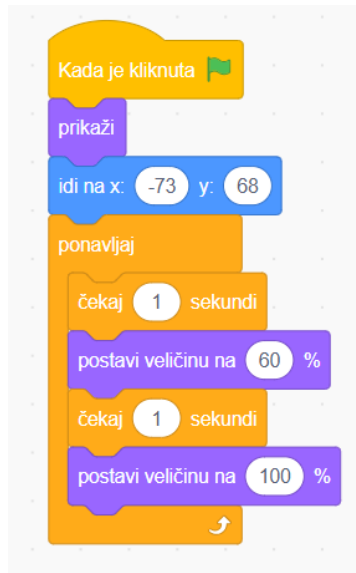 Kada je kliknuta
prikaži
idi na x: -73 y: 68
ponavljaj
čekaj 1 sekundi
postavi veličinu na 60 %
čekaj 1 sekundi
postavi veličinu na 100 %